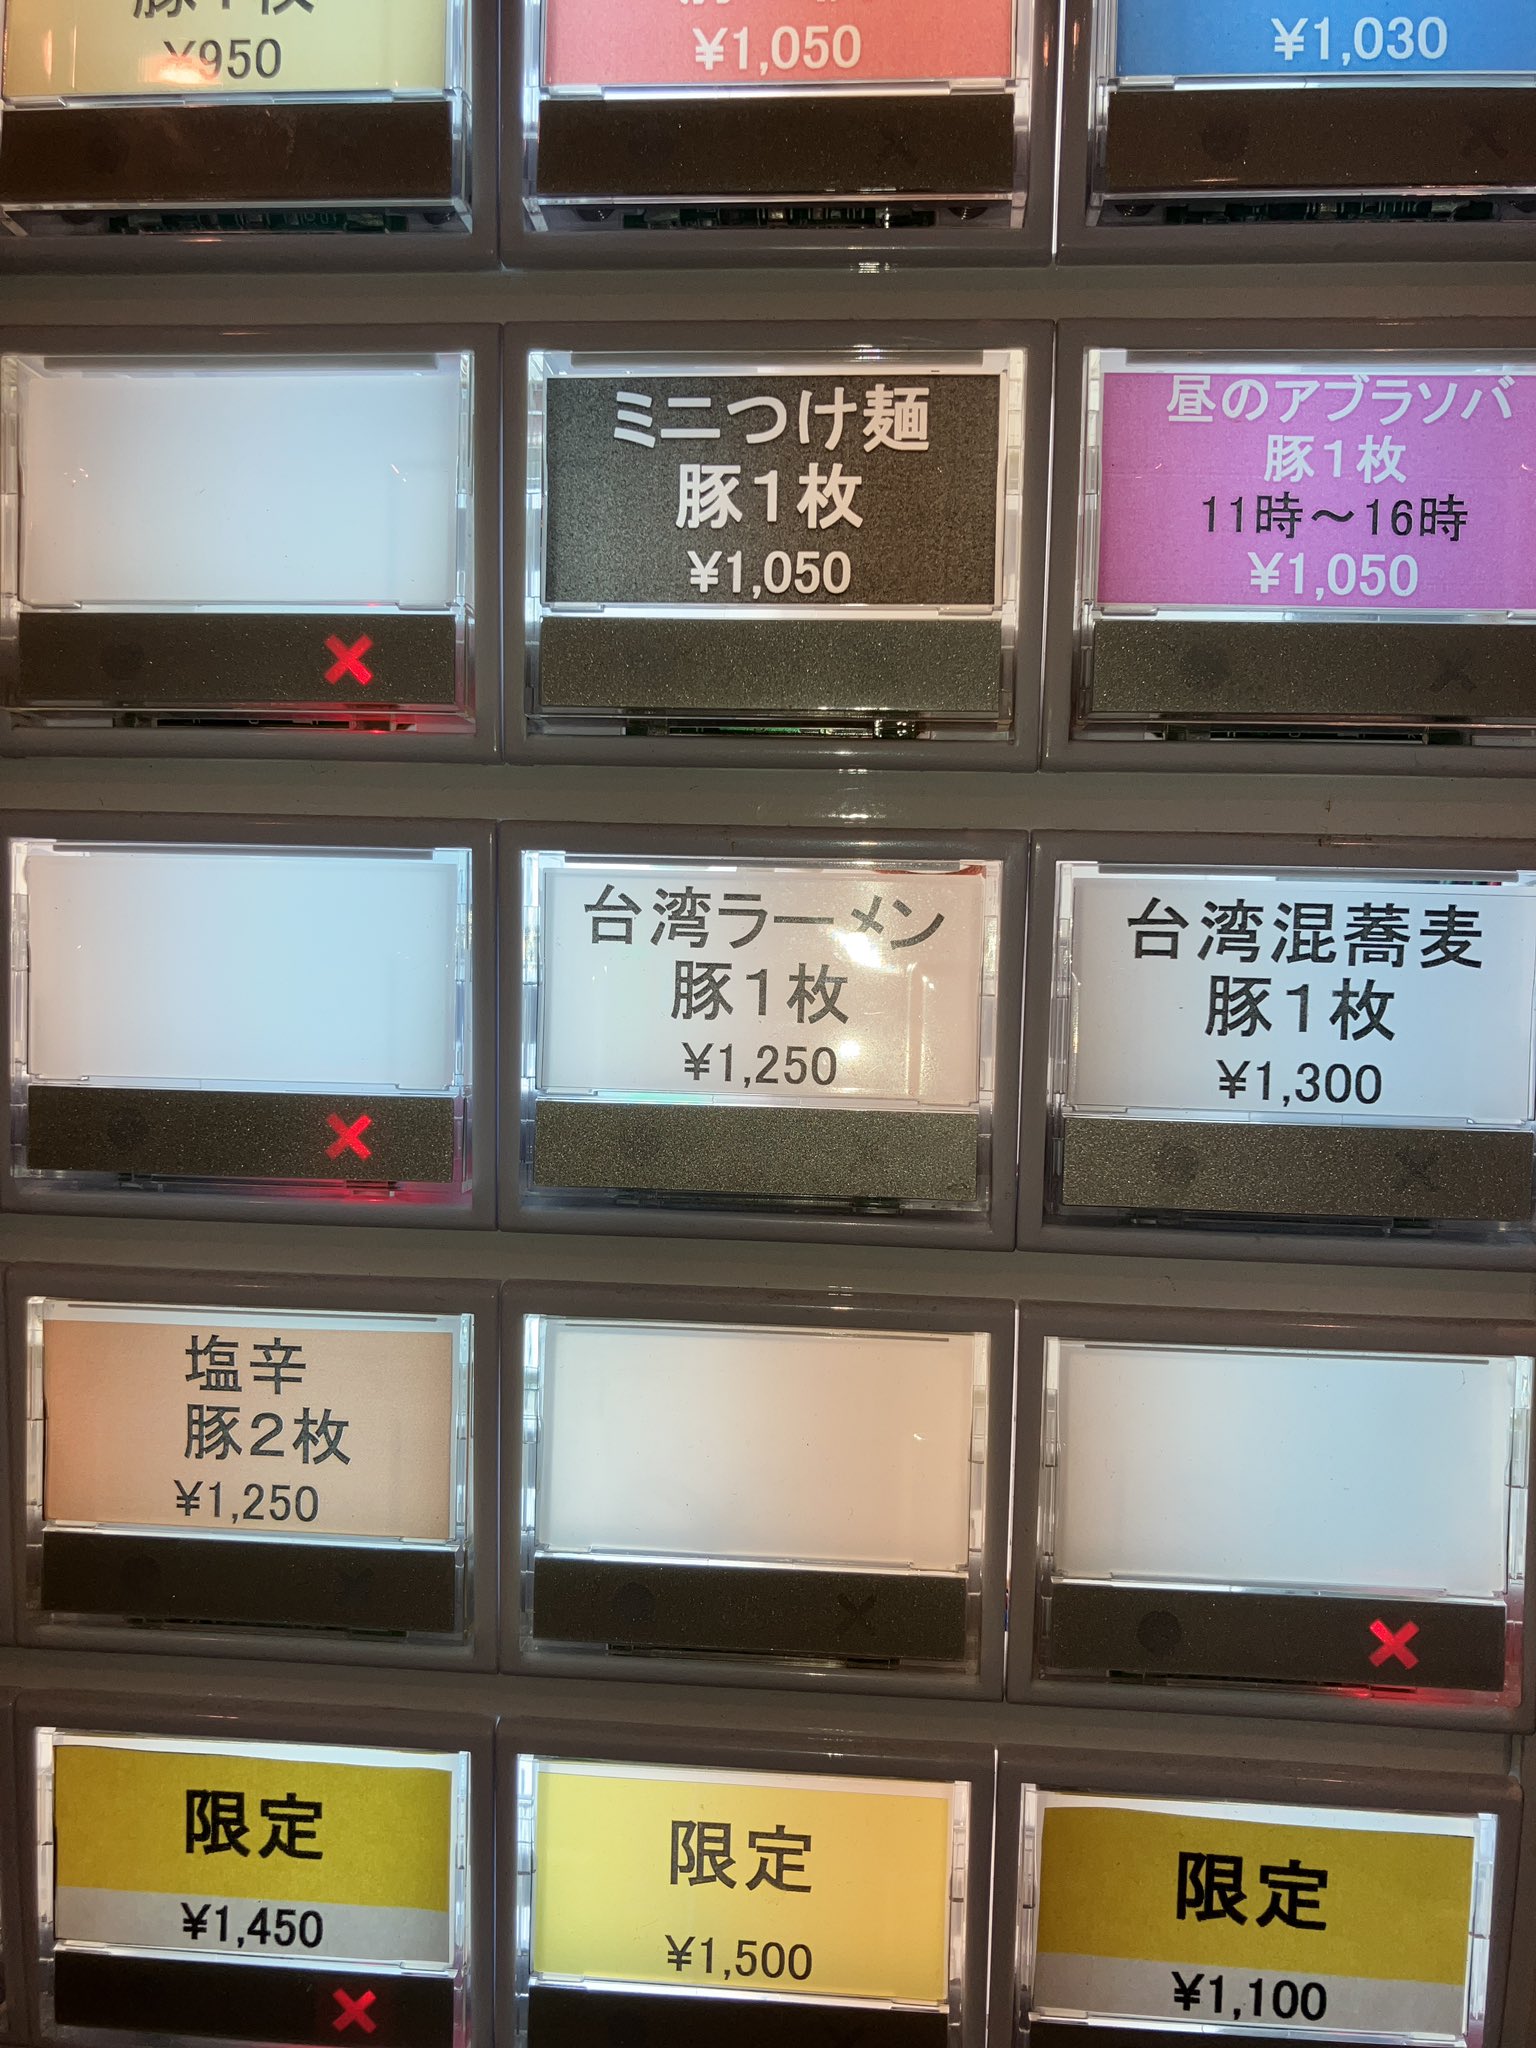 豚1枚
¥950
¥1,050
¥1,030
ミニつけ麺
豚1枚
¥1,050
昼のアブラソバ
豚1枚
11時〜16時
¥1,050
台湾ラーメン
豚1枚
¥1,250
台湾混蕎麦
豚1枚
¥1,300
塩辛
豚2枚
¥1,250
限定
¥1,450
限定
¥1,500
限定
¥1,100